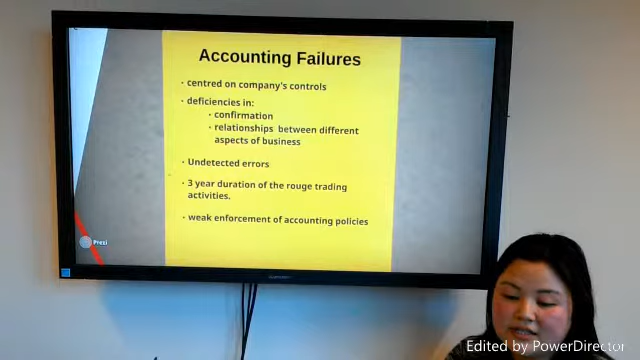 Accounting Failures
· centred on company's controls
· deficiencies in:
· confirmation
· relationships between different
aspects of business
· Undetected errors
· 3 year duration of the rouge trading
activities.
· weak enforcement of accounting policies
Prezi
Edited by PowerDirector